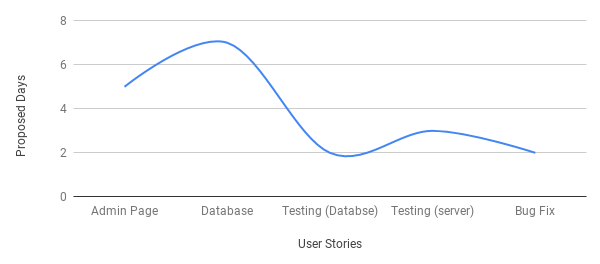 8
6
4
2
0
Proposed Days
Admin Page
Database
Testing (Databse)
Testing (server)
Bug Fix
User Stories